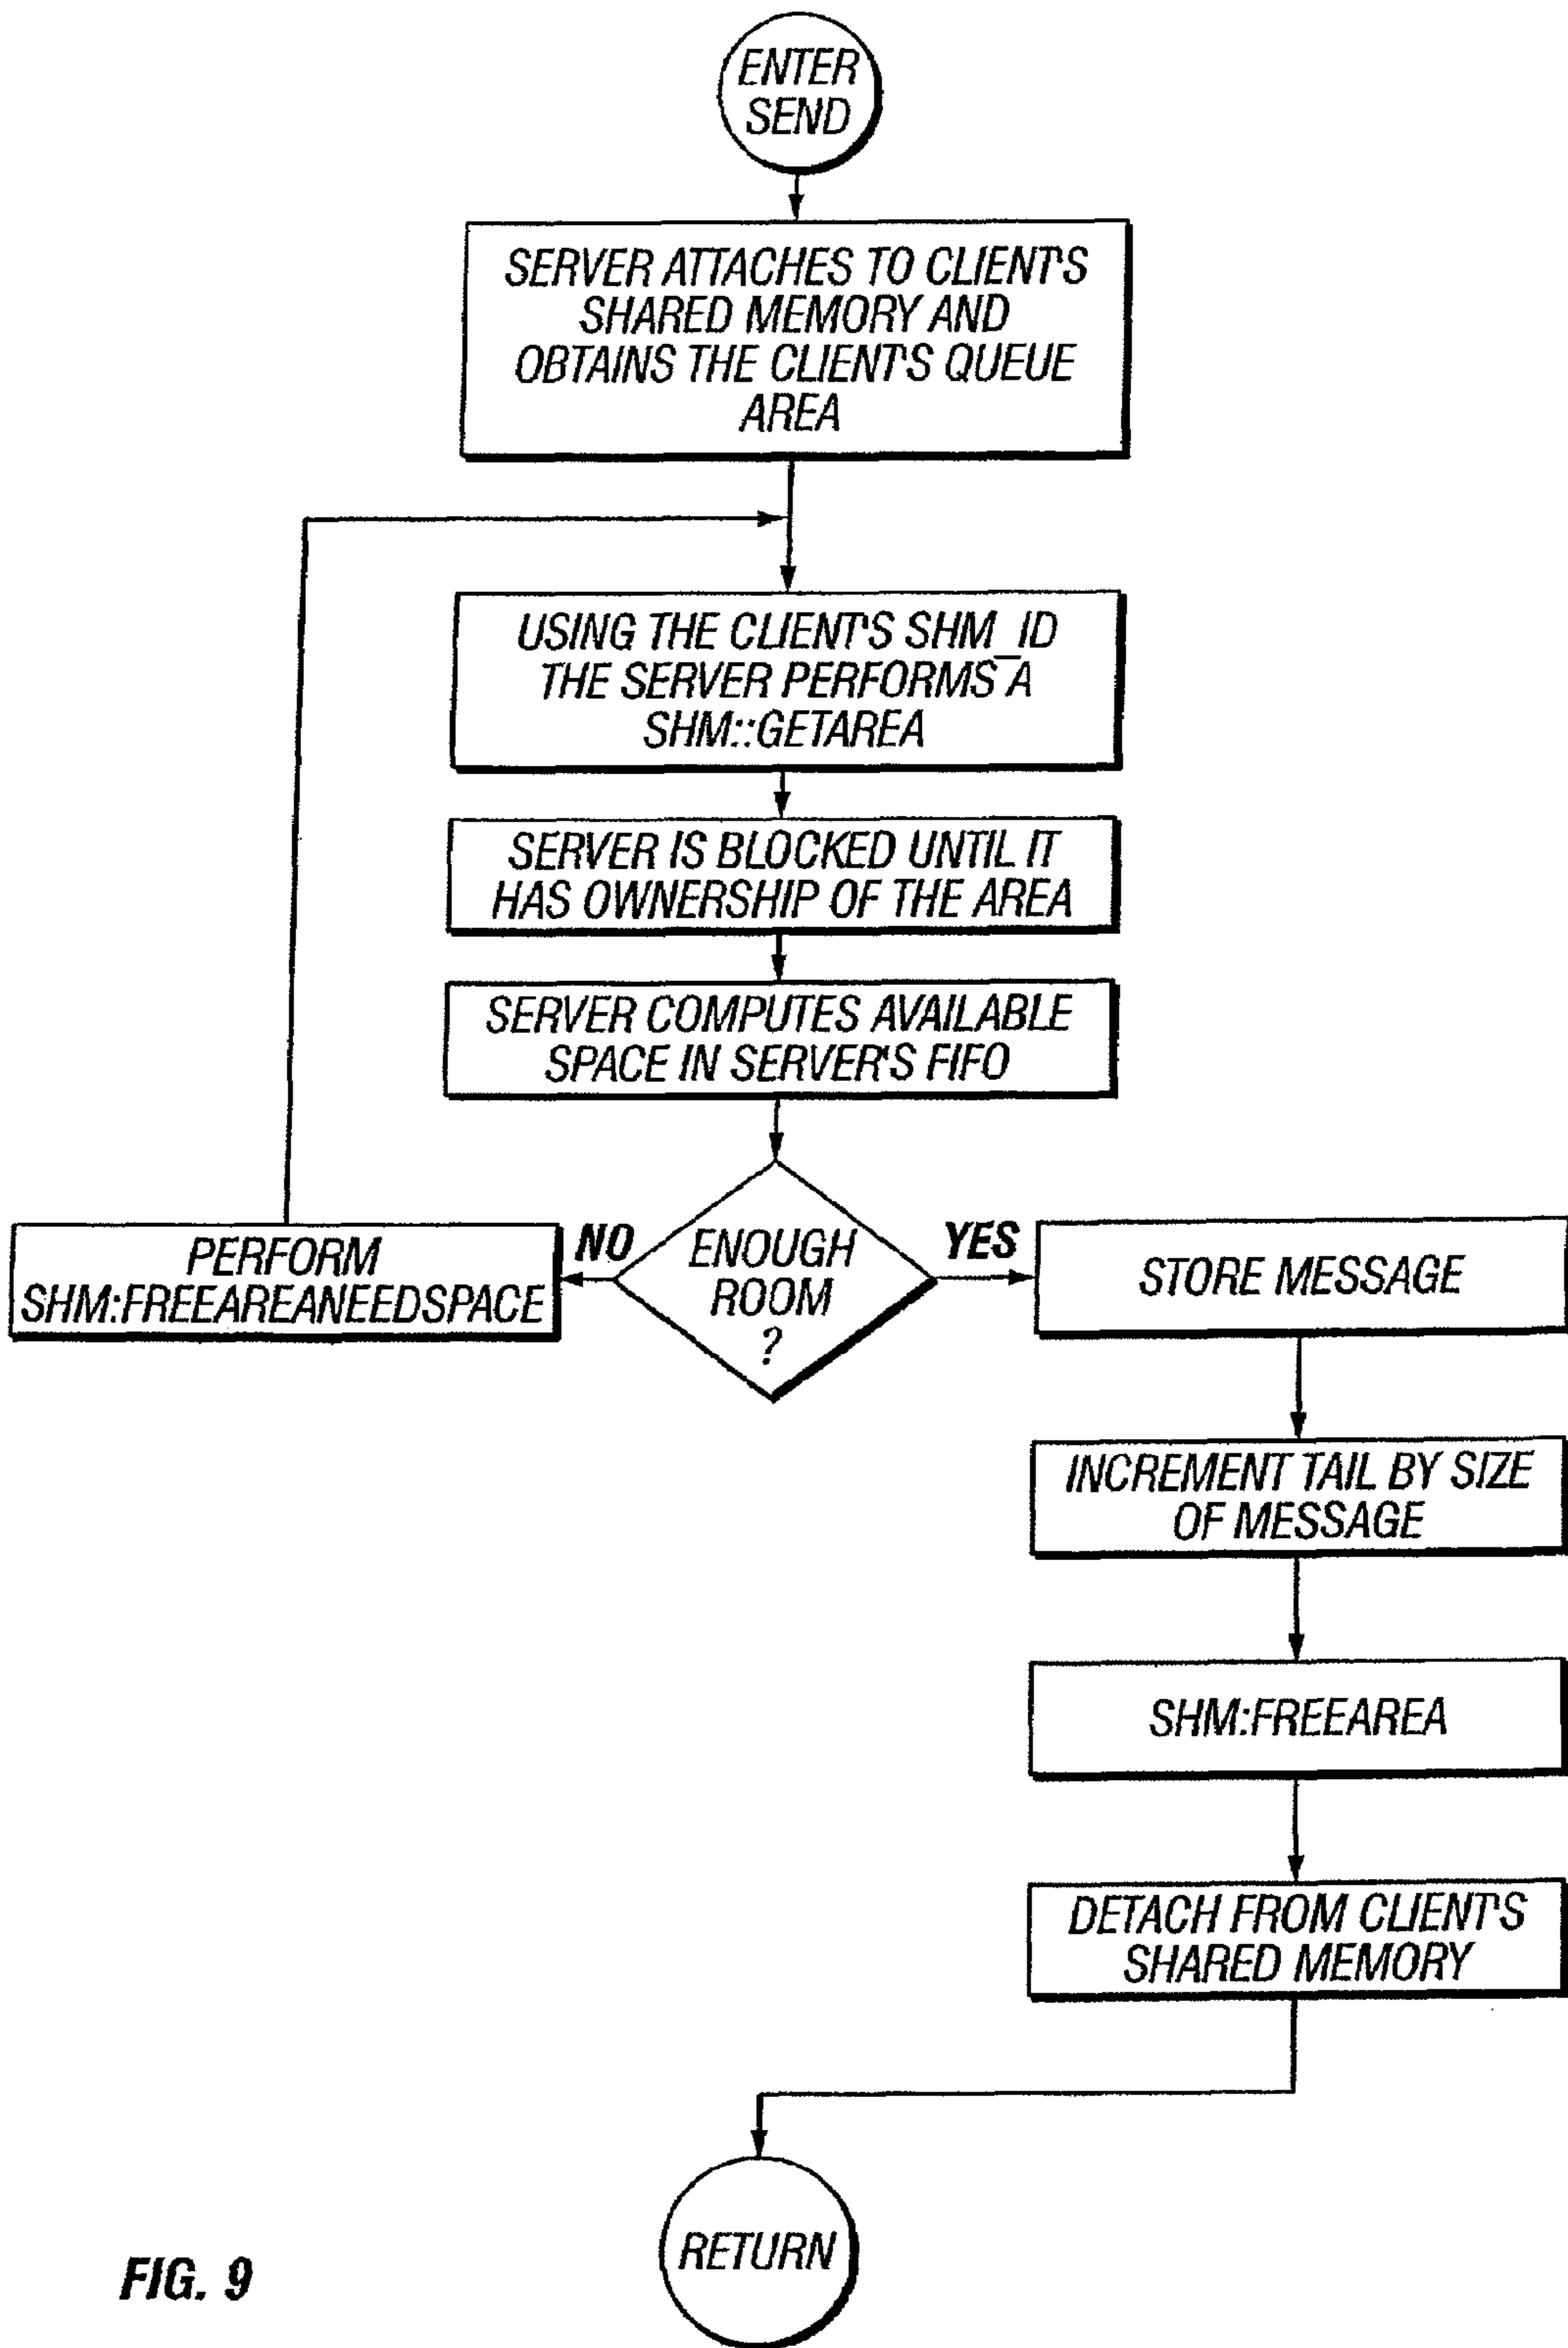 ENTER
SEND
SERVER ATTACHES TO CLIENT'S
SHARED MEMORY AND
OBTAINS THE CLIENT'S QUEUE
AREA
USING THE CLIENT'S SHM_ID
THE SERVER PERFORMS A
SHM::GETAREA
SERVER IS BLOCKED UNTIL IT
HAS OWNERSHIP OF THE AREA
SERVER COMPUTES AVAILABLE
SPACE IN SERVER'S FIFO
PERFORM
SHM:FREEAREANEEDSPACE
NO
ENOUGH
ROOM
?
YES
STORE MESSAGE
INCREMENT TAIL BY SIZE
OF MESSAGE
SHM:FREEAREA
DETACH FROM CLIENT'S
SHARED MEMORY
RETURN
FIG. 9